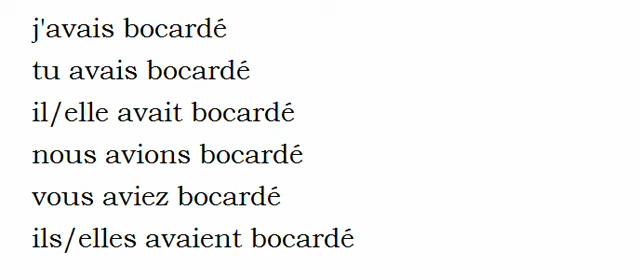 j'avais bocardé
tu avais bocardé
il/elle avait bocardé
nous avions bocardé
vous aviez bocardé
ils/elles avaient bocardé